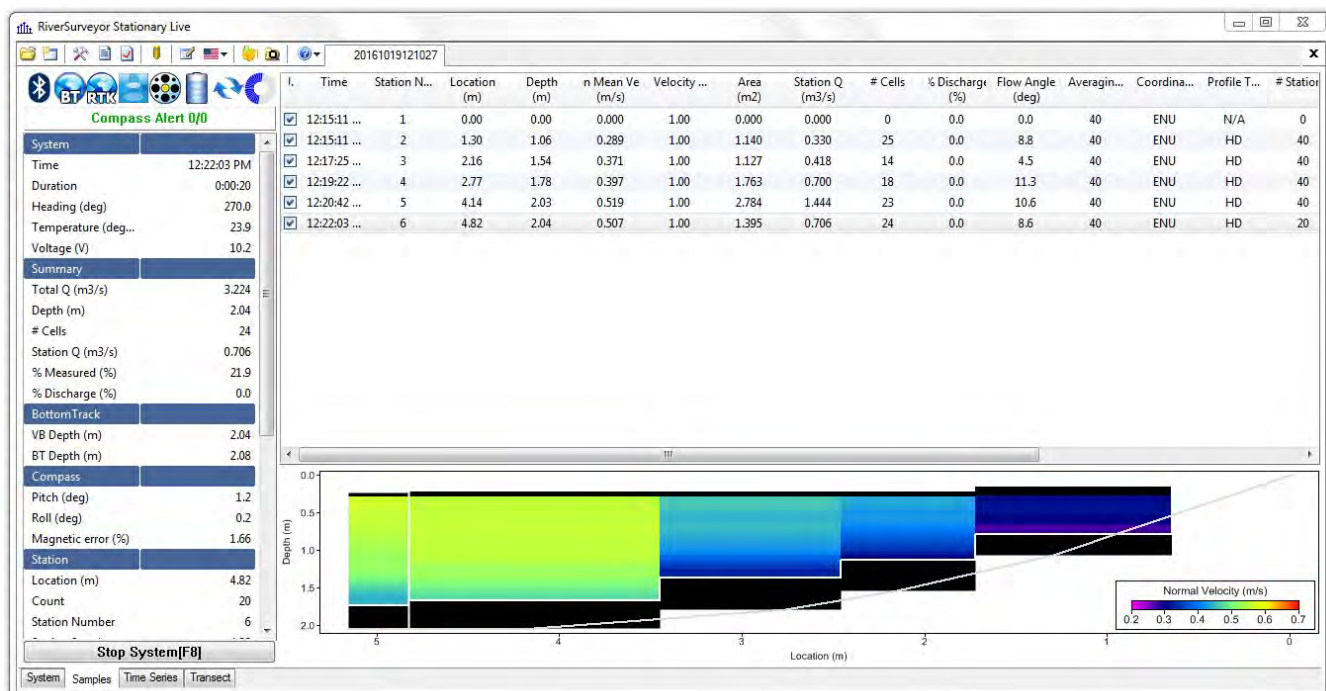 RiverSurveyor Stationary Live
20161019121027
BT RTK
Compass Alert 0/0
System
Time 12:22:03 PM
Duration 0:00:20
Heading (deg) 270.0
Temperature (deg... 23.9
Voltage (V) 10.2
Summary
Total Q (m3/s) 3.224
Depth (m) 2.04
# Cells 24
Station Q (m3/s) 0.706
% Measured (%) 21.9
% Discharge (%) 0.0
BottomTrack
VB Depth (m) 2.04
BT Depth (m) 2.08
Compass
Pitch (deg) 1.2
Roll (deg) 0.2
Magnetic error (%) 1.66
Station
Location (m) 4.82
Count 20
Station Number 6
Stop System[F8]
System Samples Time Series Transect
I. Time Station N... Location Depth n Mean Ve Velocity ... Area Station Q # Cells % Discharge Flow Angle Averagin... Coordina... Profile T... # Station
(m) (m) (m/s) (m2) (m3/s) (%) (deg)
12:15:11 ... 1 0.00 0.00 0.000 1.00 0.000 0.000 0 0.0 0.0 40 ENU N/A 0
12:15:11 ... 2 1.30 1.06 0.289 1.00 1.140 0.330 25 0.0 8.8 40 ENU HD 40
12:17:25 ... 3 2.16 1.54 0.371 1.00 1.127 0.418 14 0.0 4.5 40 ENU HD 40
12:19:22 ... 4 2.77 1.78 0.397 1.00 1.763 0.700 18 0.0 11.3 40 ENU HD 40
12:20:42 ... 5 4.14 2.03 0.519 1.00 2.784 1.444 23 0.0 10.6 40 ENU HD 40
12:22:03 ... 6 4.82 2.04 0.507 1.00 1.395 0.706 24 0.0 8.6 40 ENU HD 20
Depth (m)
0.0
0.5
1.0
1.5
2.0
5 4 3 2 1 0
Location (m)
Normal Velocity (m/s)
0.2 0.3 0.4 0.5 0.6 0.7